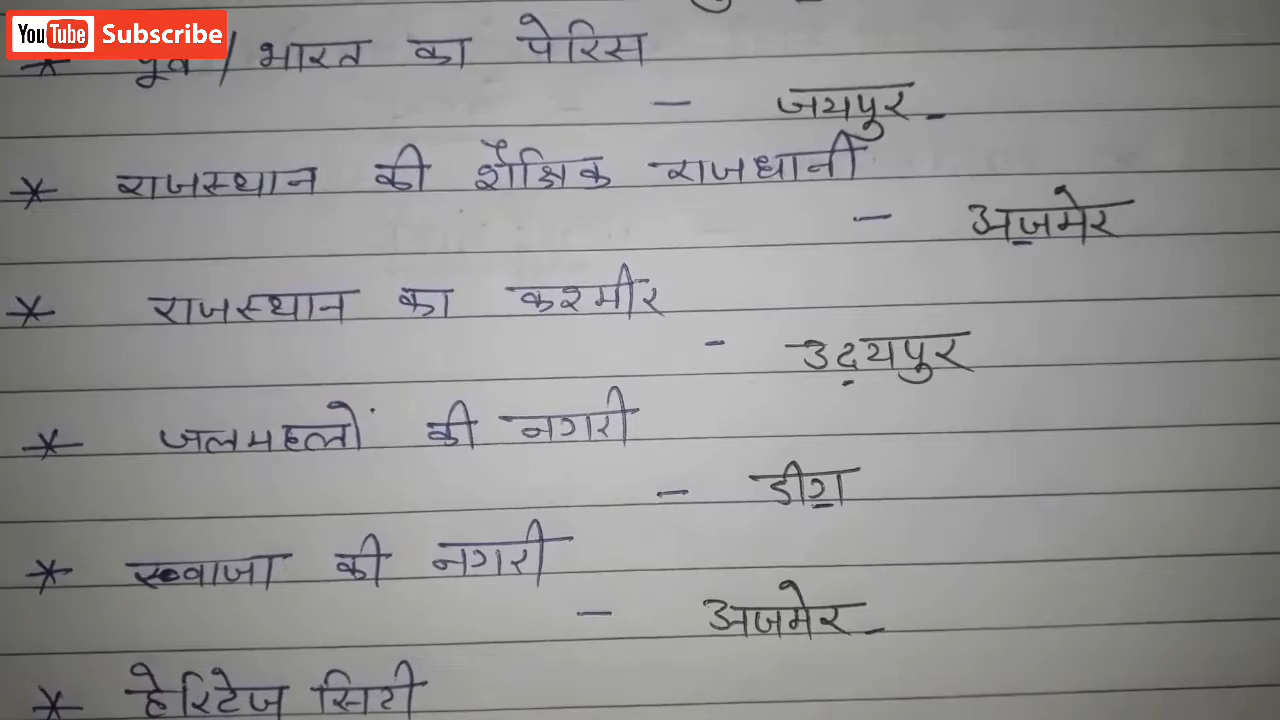 YouTube Subscribe
* पूर्व / भारत का पेरिस
- जयपुर
* राजस्थान की शैक्षिक राजधानी
- अजमेर
* राजस्थान का कश्मीर
- उदयपुर
* जलमहलों की नगरी
- डीग
* ख्वाजा की नगरी
- अजमेर
* हेरिटेज सिटी